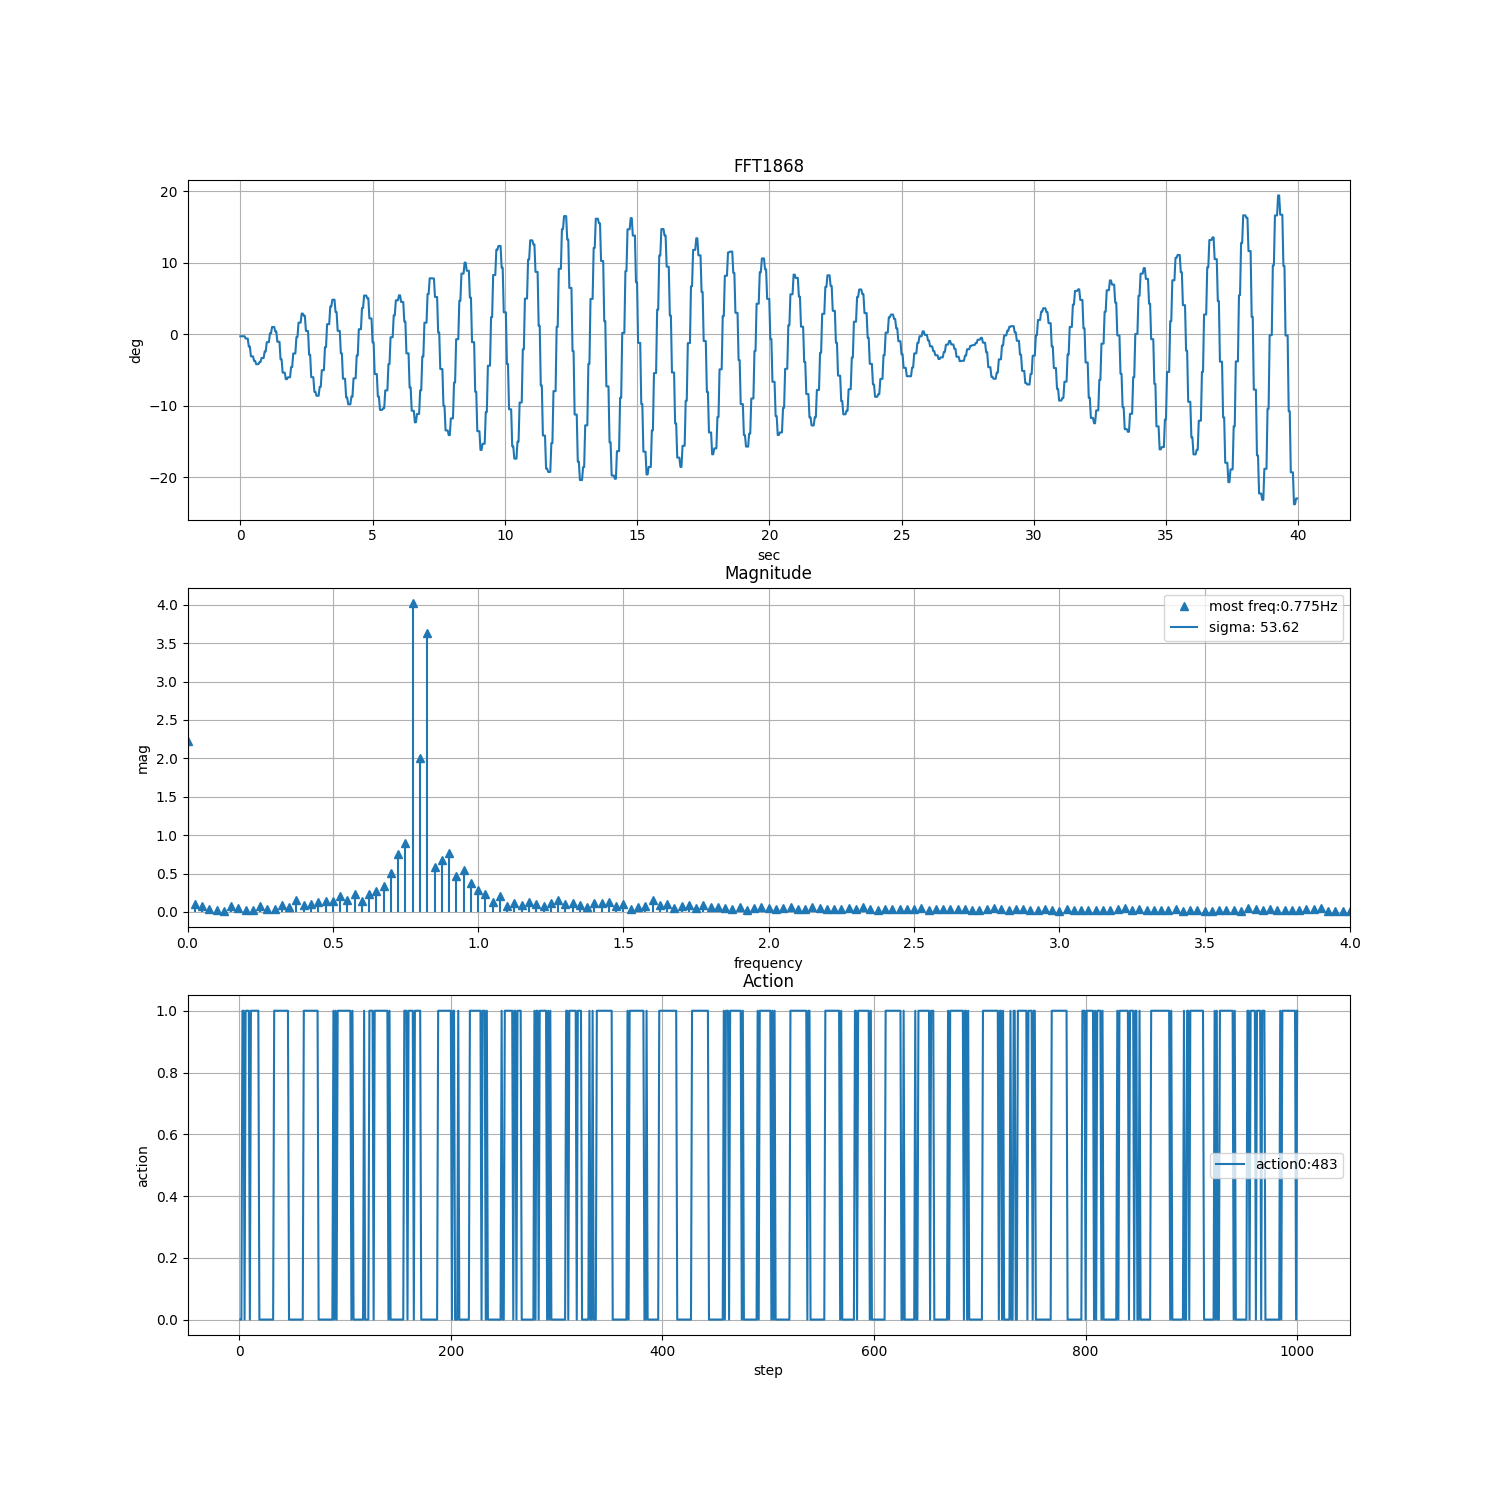 FFT1868
20
10
0
−10
−20
deg
0 5 10 15 20 25 30 35 40
sec
Magnitude
4.0
3.5
3.0
2.5
2.0
1.5
1.0
0.5
0.0
mag
most freq:0.775Hz
sigma: 53.62
0.0 0.5 1.0 1.5 2.0 2.5 3.0 3.5 4.0
frequency
Action
1.0
0.8
0.6
0.4
0.2
0.0
action
action0:483
0 200 400 600 800 1000
step